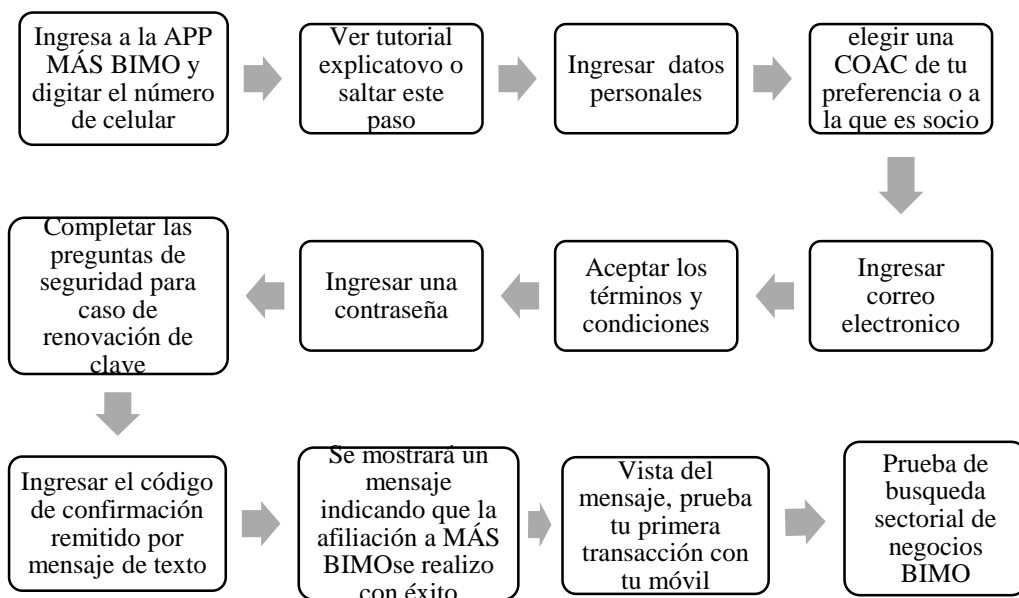 Ingresa a la APP
MÁS BIMO y
digitar el número
de celular
Ver tutorial
explicatovo o
saltar este
paso
Ingresar datos
personales
elegir una
COAC de tu
preferencia o a
la que es socio
Ingresar
correo
electronico
Aceptar los
términos y
condiciones
Ingresar una
contraseña
Completar las
preguntas de
seguridad para
caso de
renovación de
clave
Ingresar el código
de confirmación
remitido por
mensaje de texto
Se mostrará un
mensaje
indicando que la
afiliación a MÁS
BIMOse realizo
con éxito
Vista del
mensaje, prueba
tu primera
transacción con
tu móvil
Prueba de
busqueda
sectorial de
negocios
BIMO